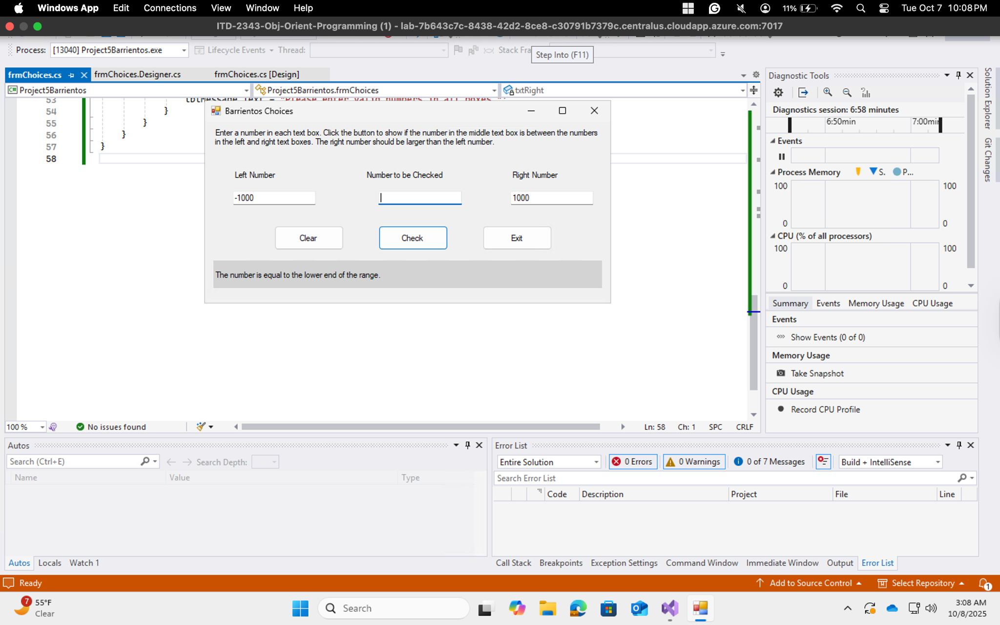 Windows App Edit Connections View Window Help 11% Tue Oct 7 10:08 PM
ITD-2343-Obj-Orient-Programming (1) - lab-7b643c7c-8438-42d2-8ce8-c30791b7379c.centralus.cloudapp.azure.com:7017
Process: [13040] Project5Barrientos.exe Lifecycle Events Thread: Stack Fra
Step Into (F11)
frmChoices.cs frmChoices.Designer.cs frmChoices.cs [Design]
C# Project5Barrientos Project5Barrientos.frmChoices txtRight
53 lblMessage.Text = "Please enter valid numbers in all boxes.";
54 }
55 }
56 }
57 }
58
Barrientos Choices
Enter a number in each text box. Click the button to show if the number in the middle text box is between the numbers
in the left and right text boxes. The right number should be larger than the left number.
Left Number Number to be Checked Right Number
-1000 1000
Clear Check Exit
The number is equal to the lower end of the range.
Diagnostic Tools
Diagnostics session: 6:58 minutes
6:50min 7:00min
Events
Process Memory S. P...
100 100
0 0
CPU (% of all processors)
100 100
0 0
Summary Events Memory Usage CPU Usage
Events
Show Events (0 of 0)
Memory Usage
Take Snapshot
CPU Usage
Record CPU Profile
Solution Explorer
Git Changes
100 % No issues found Ln: 58 Ch: 1 SPC CRLF
Autos
Search (Ctrl+E) Search Depth:
Name Value Type
Autos Locals Watch 1
Error List
Entire Solution 0 Errors 0 Warnings 0 of 7 Messages Build + IntelliSense
Search Error List
Code Description Project File Line
Call Stack Breakpoints Exception Settings Command Window Immediate Window Output Error List
Ready Add to Source Control Select Repository 1
7 55°F
Clear
Search
3:08 AM
10/8/2025